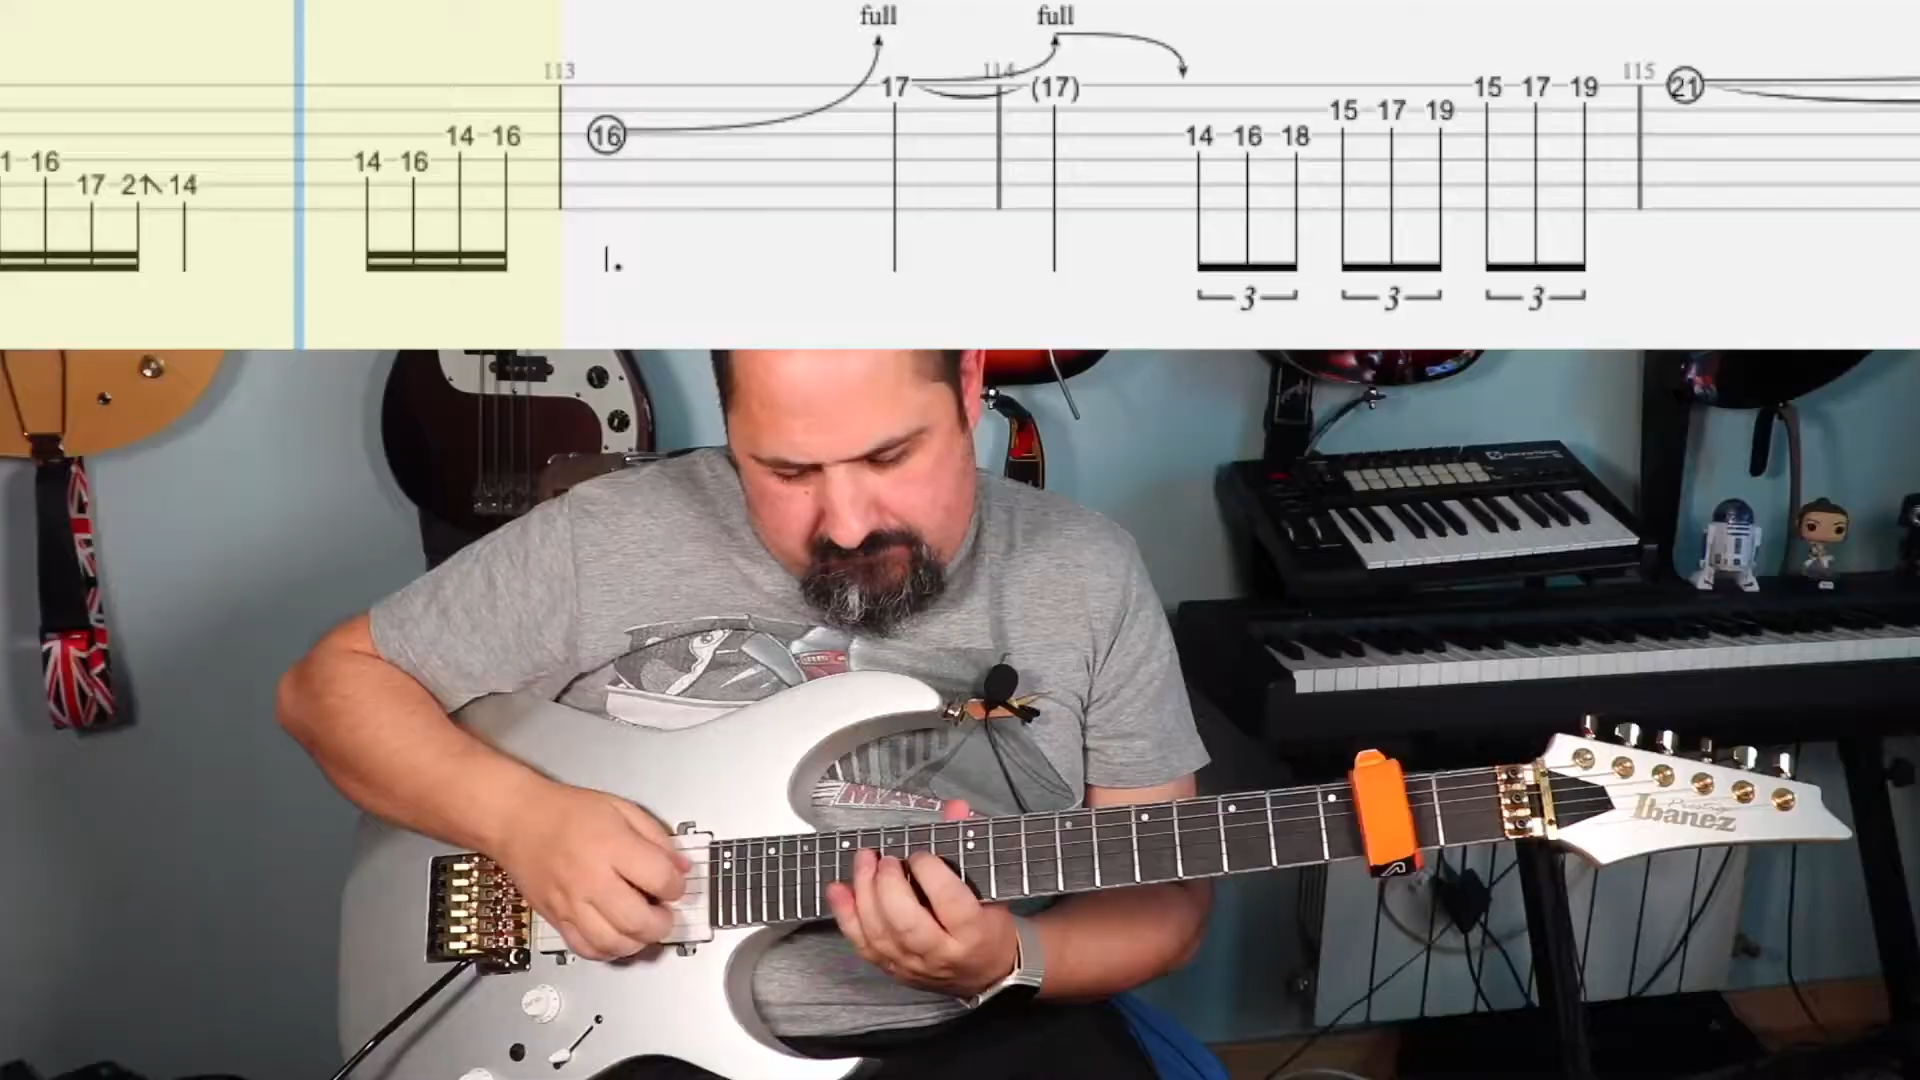 full full
113 114 115
17 (17) 15 17 19 21
15 17 19
14 16 16 14 16 18
1 16 14 16
17 2 14
3 3 3
Prestige
Ibanez